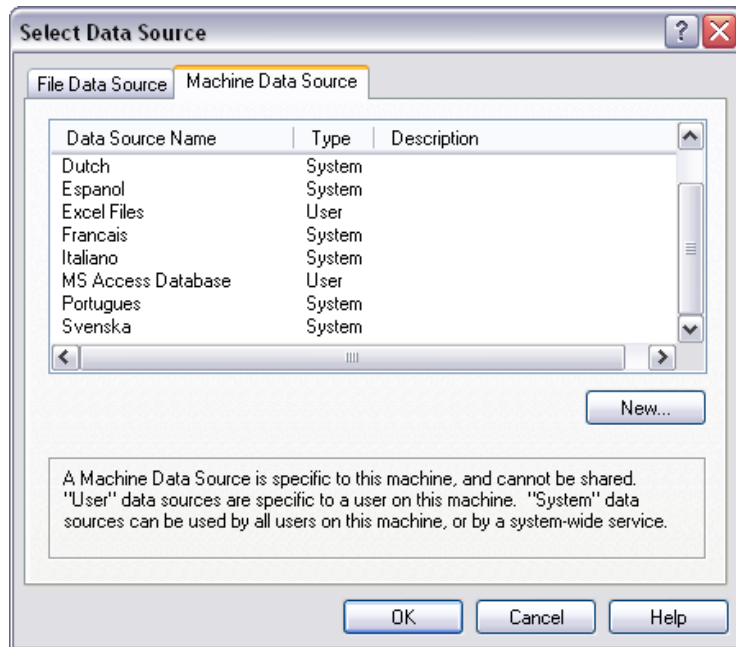 Select Data Source
File Data Source Machine Data Source
Data Source Name Type Description
Dutch System
Espanol System
Excel Files User
Francais System
Italiano System
MS Access Database User
Portugues System
Svenska System
New...
A Machine Data Source is specific to this machine, and cannot be shared.
"User" data sources are specific to a user on this machine. "System" data
sources can be used by all users on this machine, or by a system-wide service.
OK Cancel Help